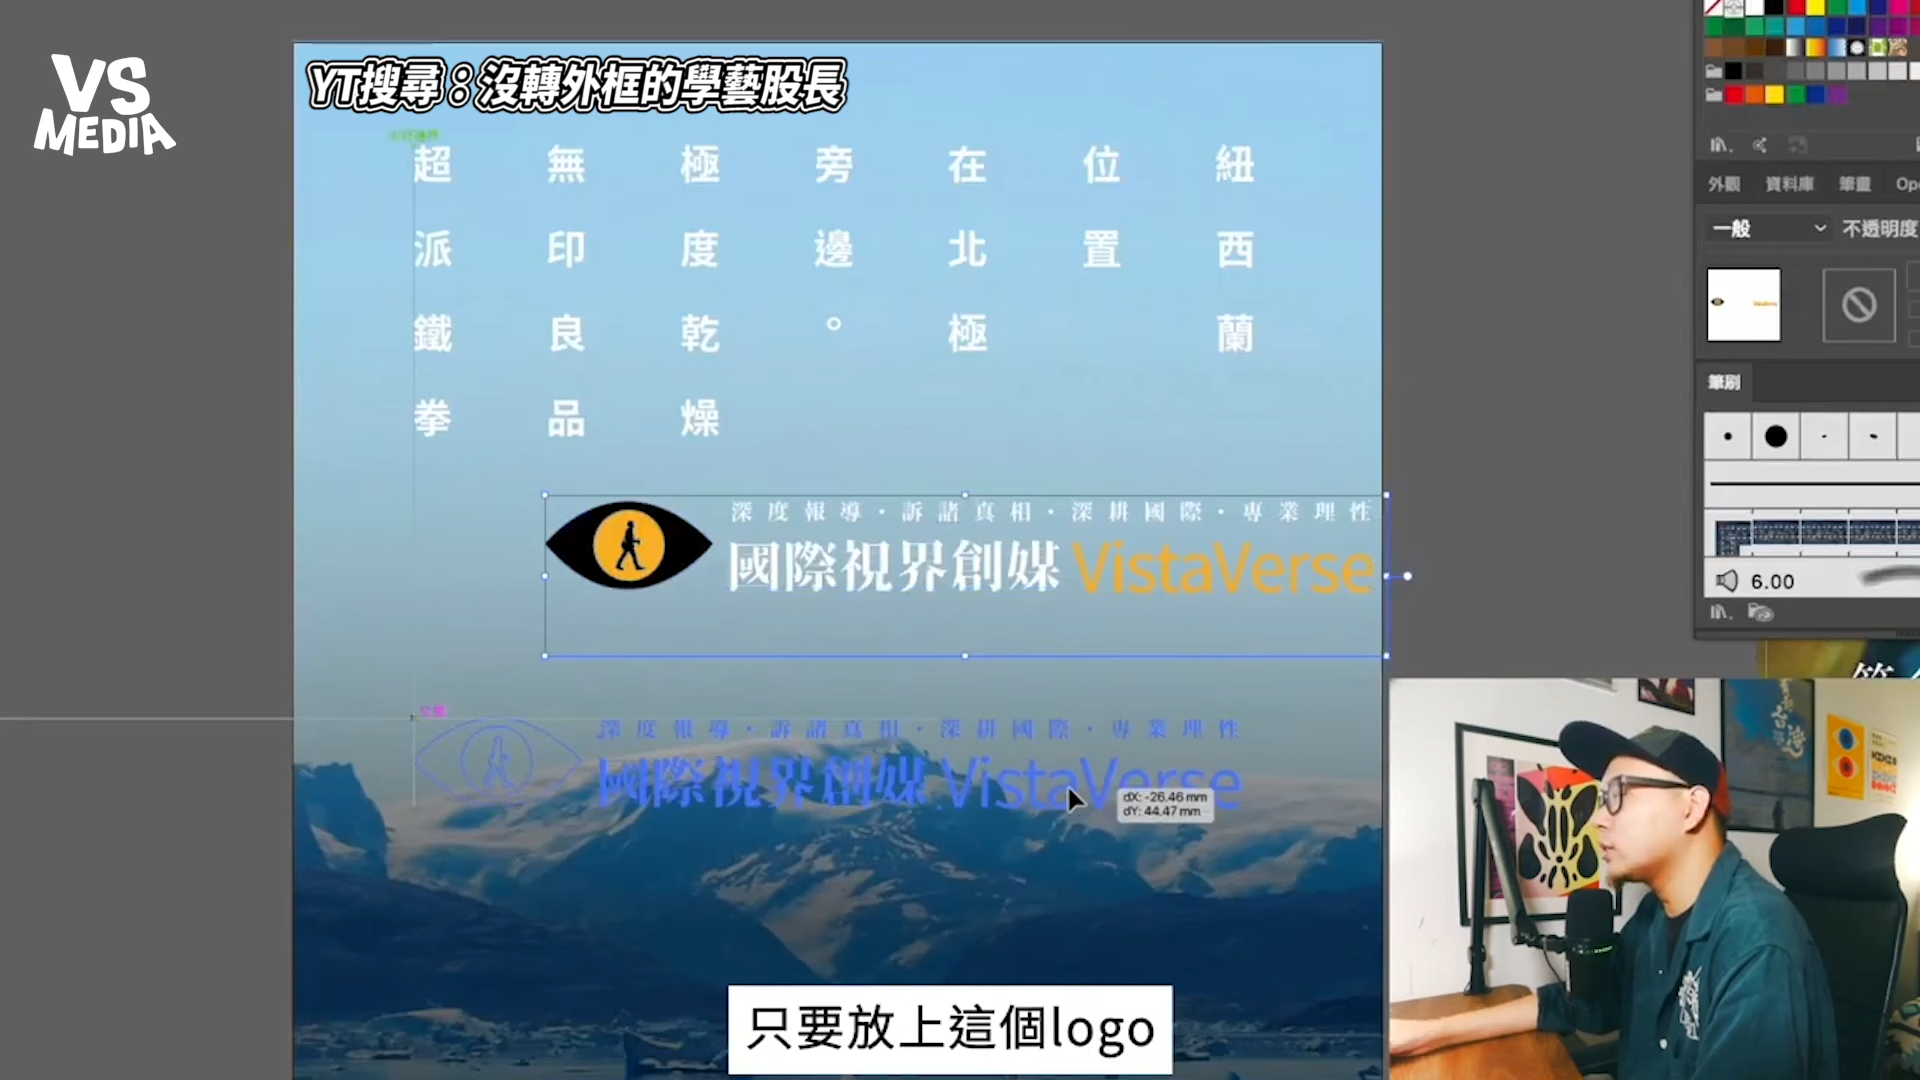 VS
MEDIA
YT搜尋：沒轉外框的學藝股長
紐西蘭
位置
在北極
旁邊。
極度乾燥
無印良品
超派鐵拳
深度報導・訴諸真相・深耕國際・專業理性
國際視界創媒 VistaVerse
深度報導・訴諸真相・深耕國際・專業理性
國際視界創媒 VistaVerse
dX: -26.46 mm
dY: 44.47 mm
只要放上這個logo
外觀 資料庫 筆畫
一般 不透明度
筆刷
6.00